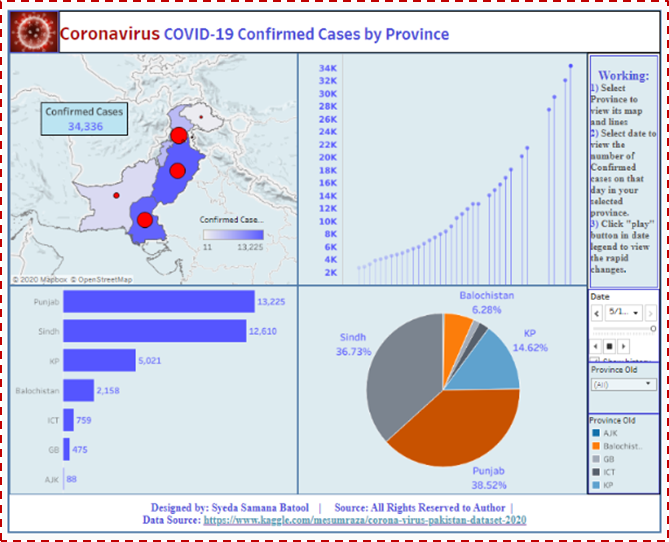 Coronavirus COVID-19 Confirmed Cases by Province
Confirmed Cases
34,336
Confirmed Case...
11 13,225
© 2020 Mapbox © OpenStreetMap
34K
32K
30K
28K
26K
24K
22K
20K
18K
16K
14K
12K
10K
8K
6K
4K
2K
Working:
1) Select
Province to
view its map
and lines
2) Select date to
view the
number of
Confirmed
cases on that
day in your
selected
province.
3) Click "play"
button in date
legend to view
the rapid
changes.
Punjab 13,225
Sindh 12,610
KP 5,021
Balochistan 2,158
ICT 759
GB 475
AJK 88
Balochistan
6.28%
KP
14.62%
Sindh
36.73%
Punjab
38.52%
Date
5/1...
Province Old
(All)
Province Old
AJK
Balochist..
GB
ICT
KP
Designed by: Syeda Samana Batool | Source: All Rights Reserved to Author |
Data Source: https://www.kaggle.com/mesumraza/corona-virus-pakistan-dataset-2020